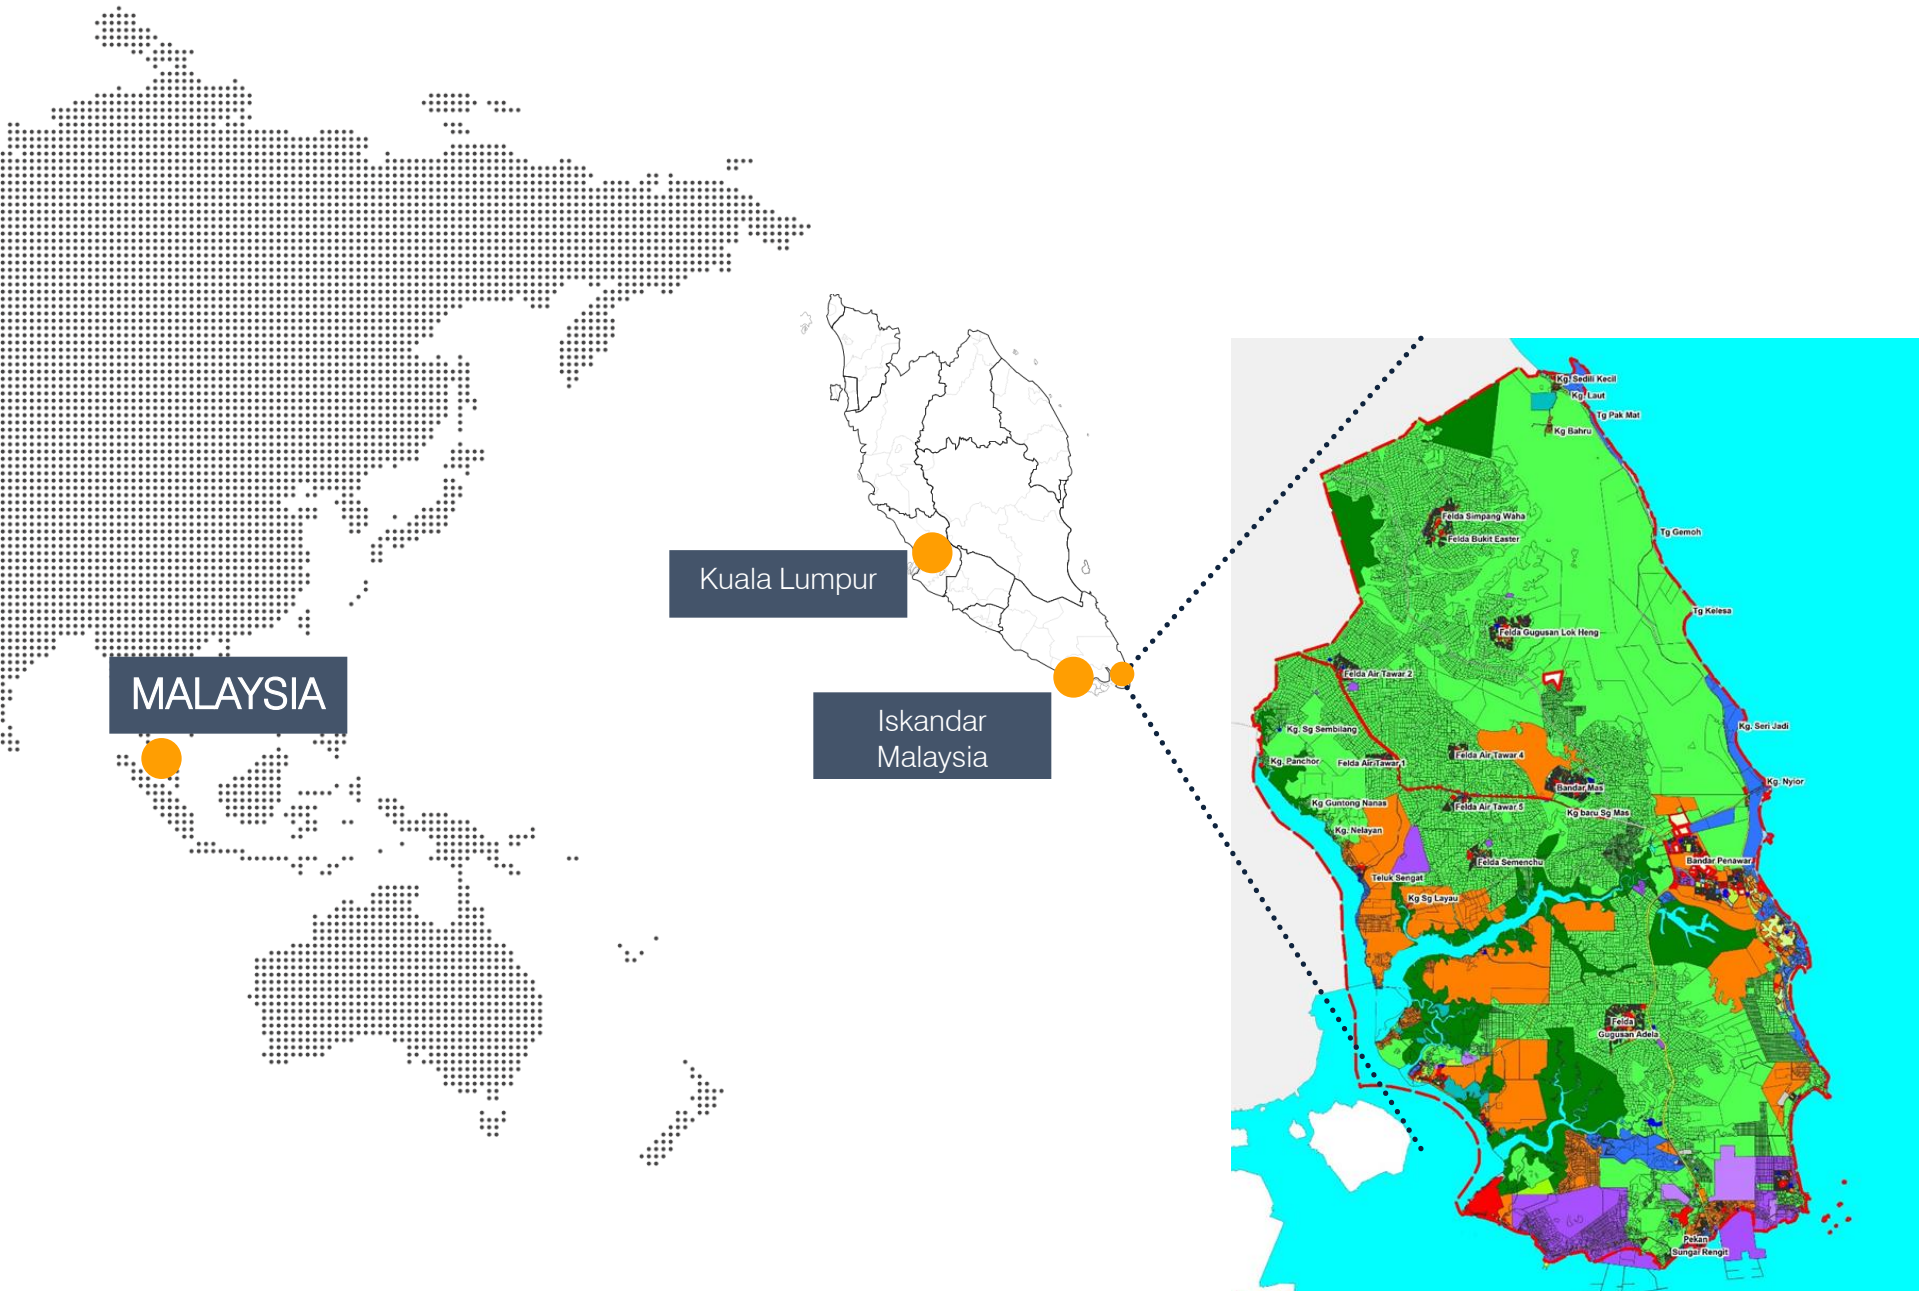 MALAYSIA
Kuala Lumpur
Iskandar
Malaysia
Kg. Sedili Kecil
Kg. Laut
Tg Pak Mat
Kg Bahru
Felda Simpang Waha
Felda Bukit Easter
Tg Gemoh
Tg Kelesa
Felda Gugusan Lok Heng
Felda Air Tawar 2
Kg. Sg Sembilang
Kg. Seri Jadi
Kg. Panchor
Felda Air Tawar 1
Felda Air Tawar 4
Kg. Nyior
Bandar Mas
Kg Guntong Nanas
Felda Air Tawar 5
Kg baru Sg Mas
Kg. Nelayan
Felda Semenchu
Bandar Penawar
Teluk Sengat
Kg Sg Layau
Felda
Gugusan Adela
Pekan
Sungai Rengit